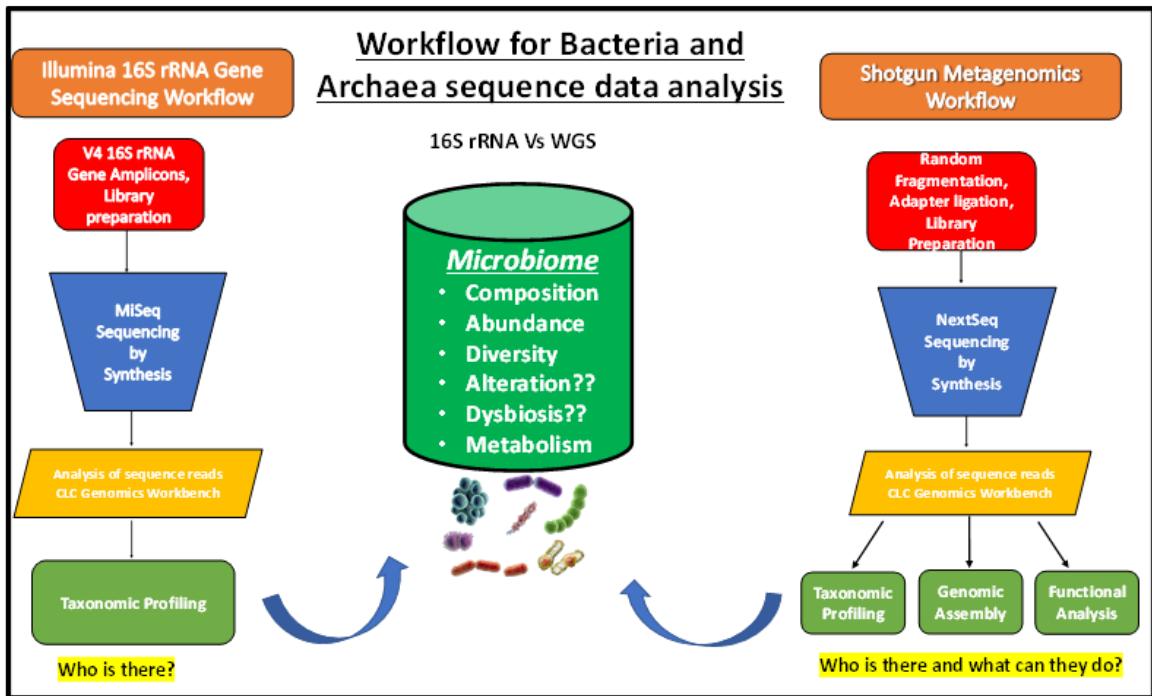 Workflow for Bacteria and
Archaea sequence data analysis
16S rRNA Vs WGS
Illumina 16S rRNA Gene
Sequencing Workflow
V4 16S rRNA
Gene Amplicons,
Library
preparation
MiSeq
Sequencing
by
Synthesis
Analysis of sequence reads
CLC Genomics Workbench
Taxonomic Profiling
Who is there?
Microbiome
• Composition
• Abundance
• Diversity
• Alteration??
• Dysbiosis??
• Metabolism
Shotgun Metagenomics
Workflow
Random
Fragmentation,
Adapter ligation,
Library
Preparation
NextSeq
Sequencing
by
Synthesis
Analysis of sequence reads
CLC Genomics Workbench
Taxonomic
Profiling
Genomic
Assembly
Functional
Analysis
Who is there and what can they do?